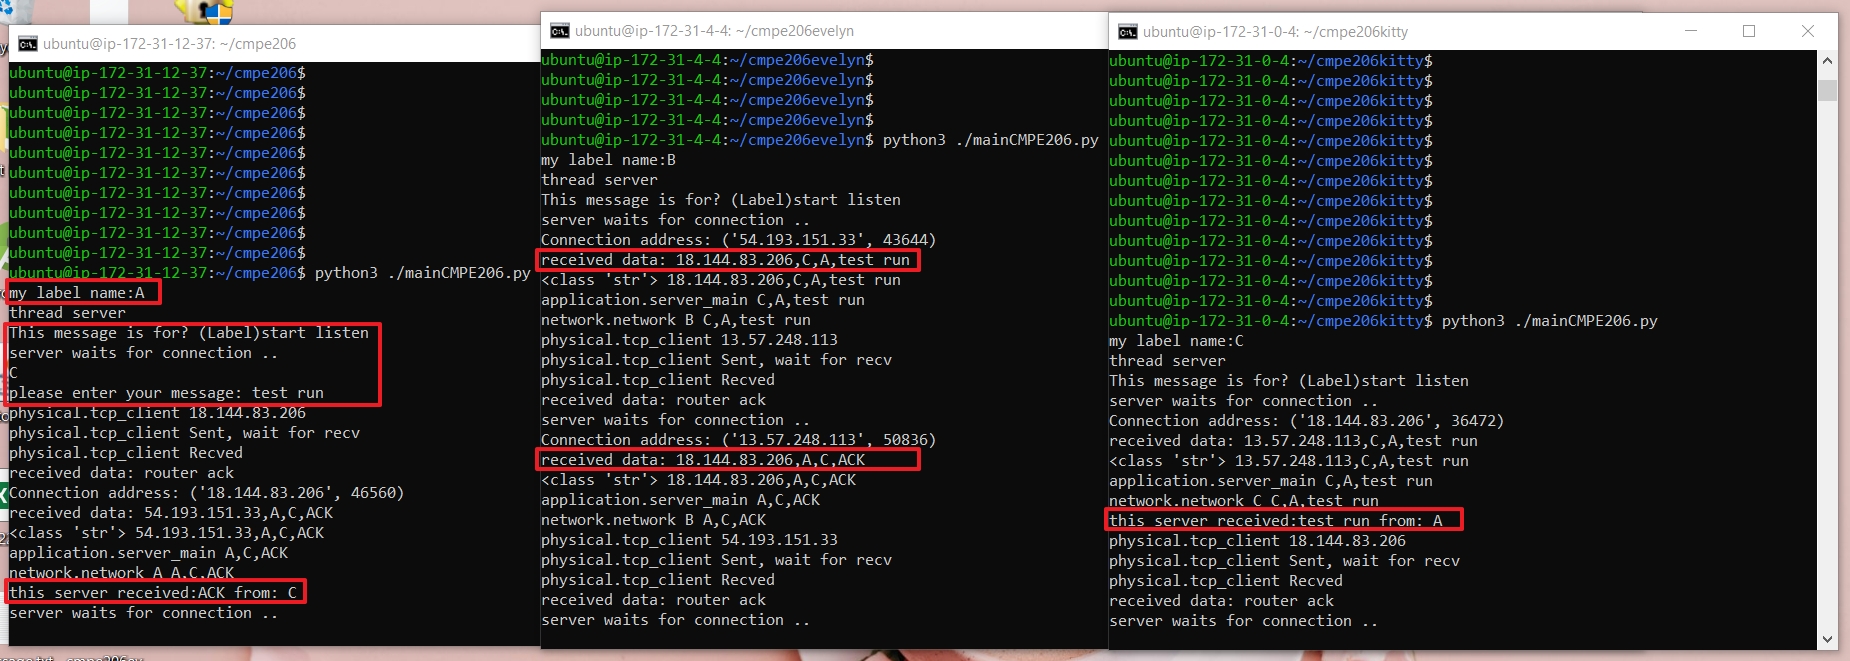 ubuntu@ip-172-31-12-37: ~/cmpe206
ubuntu@ip-172-31-12-37:~/cmpe206$
ubuntu@ip-172-31-12-37:~/cmpe206$
ubuntu@ip-172-31-12-37:~/cmpe206$
ubuntu@ip-172-31-12-37:~/cmpe206$
ubuntu@ip-172-31-12-37:~/cmpe206$
ubuntu@ip-172-31-12-37:~/cmpe206$
ubuntu@ip-172-31-12-37:~/cmpe206$
ubuntu@ip-172-31-12-37:~/cmpe206$
ubuntu@ip-172-31-12-37:~/cmpe206$
ubuntu@ip-172-31-12-37:~/cmpe206$
ubuntu@ip-172-31-12-37:~/cmpe206$ python3 ./mainCMPE206.py
my label name:A
thread server
This message is for? (Label)start listen
server waits for connection ..
C
please enter your message: test run
physical.tcp_client 18.144.83.206
physical.tcp_client Sent, wait for recv
physical.tcp_client Recved
received data: router ack
Connection address: ('18.144.83.206', 46560)
received data: 54.193.151.33,A,C,ACK
<class 'str'> 54.193.151.33,A,C,ACK
application.server_main A,C,ACK
network.network A A,C,ACK
this server received:ACK from: C
server waits for connection ..
ubuntu@ip-172-31-4-4: ~/cmpe206evelyn
ubuntu@ip-172-31-4-4:~/cmpe206evelyn$
ubuntu@ip-172-31-4-4:~/cmpe206evelyn$
ubuntu@ip-172-31-4-4:~/cmpe206evelyn$
ubuntu@ip-172-31-4-4:~/cmpe206evelyn$
ubuntu@ip-172-31-4-4:~/cmpe206evelyn$ python3 ./mainCMPE206.py
my label name:B
thread server
This message is for? (Label)start listen
server waits for connection ..
Connection address: ('54.193.151.33', 43644)
received data: 18.144.83.206,C,A,test run
<class 'str'> 18.144.83.206,C,A,test run
application.server_main C,A,test run
network.network B C,A,test run
physical.tcp_client 13.57.248.113
physical.tcp_client Sent, wait for recv
physical.tcp_client Recved
received data: router ack
server waits for connection ..
Connection address: ('13.57.248.113', 50836)
received data: 18.144.83.206,A,C,ACK
<class 'str'> 18.144.83.206,A,C,ACK
application.server_main A,C,ACK
network.network B A,C,ACK
physical.tcp_client 54.193.151.33
physical.tcp_client Sent, wait for recv
physical.tcp_client Recved
received data: router ack
server waits for connection ..
ubuntu@ip-172-31-0-4: ~/cmpe206kitty
ubuntu@ip-172-31-0-4:~/cmpe206kitty$
ubuntu@ip-172-31-0-4:~/cmpe206kitty$
ubuntu@ip-172-31-0-4:~/cmpe206kitty$
ubuntu@ip-172-31-0-4:~/cmpe206kitty$
ubuntu@ip-172-31-0-4:~/cmpe206kitty$
ubuntu@ip-172-31-0-4:~/cmpe206kitty$
ubuntu@ip-172-31-0-4:~/cmpe206kitty$
ubuntu@ip-172-31-0-4:~/cmpe206kitty$
ubuntu@ip-172-31-0-4:~/cmpe206kitty$
ubuntu@ip-172-31-0-4:~/cmpe206kitty$
ubuntu@ip-172-31-0-4:~/cmpe206kitty$
ubuntu@ip-172-31-0-4:~/cmpe206kitty$
ubuntu@ip-172-31-0-4:~/cmpe206kitty$
ubuntu@ip-172-31-0-4:~/cmpe206kitty$ python3 ./mainCMPE206.py
my label name:C
thread server
This message is for? (Label)start listen
server waits for connection ..
Connection address: ('18.144.83.206', 36472)
received data: 13.57.248.113,C,A,test run
<class 'str'> 13.57.248.113,C,A,test run
application.server_main C,A,test run
network.network C C,A,test run
this server received:test run from: A
physical.tcp_client 18.144.83.206
physical.tcp_client Sent, wait for recv
physical.tcp_client Recved
received data: router ack
server waits for connection ..